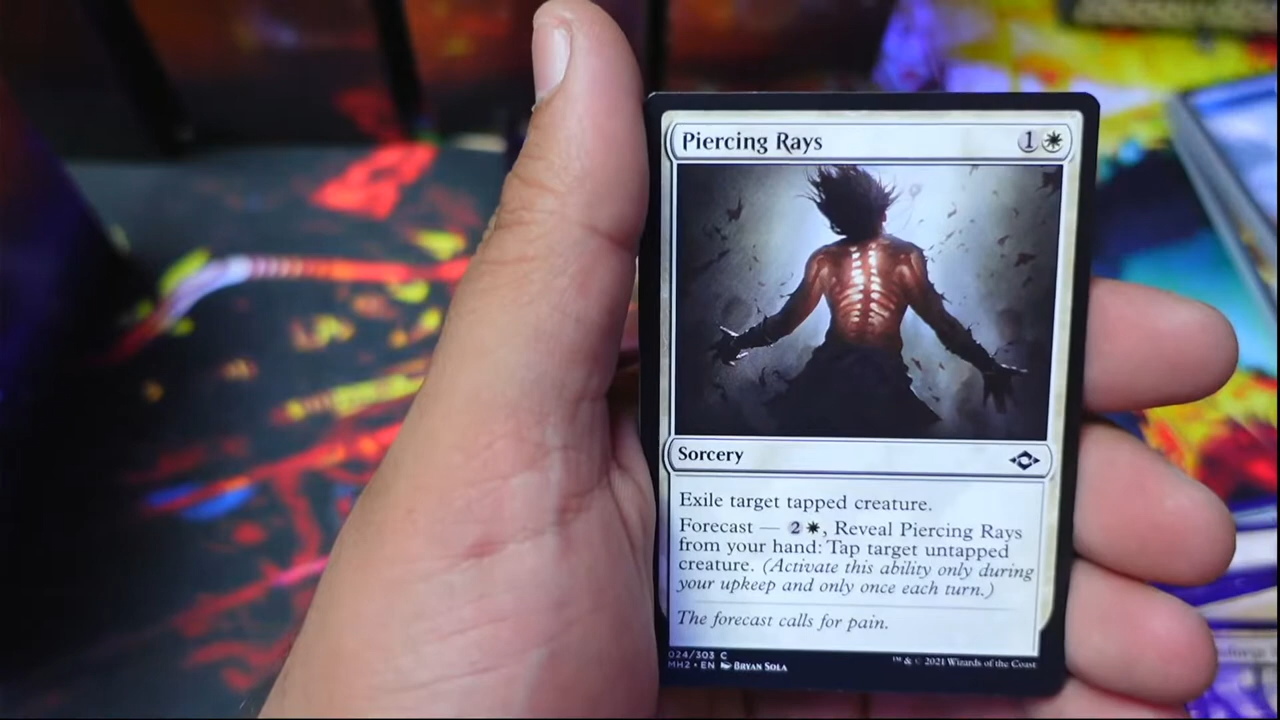 Piercing Rays 1
Sorcery
Exile target tapped creature.
Forecast — 2, Reveal Piercing Rays
from your hand: Tap target untapped
creature. (Activate this ability only during
your upkeep and only once each turn.)
The forecast calls for pain.
024/303 C
MH2 • EN Bryan Sola
™ & © 2021 Wizards of the Coast